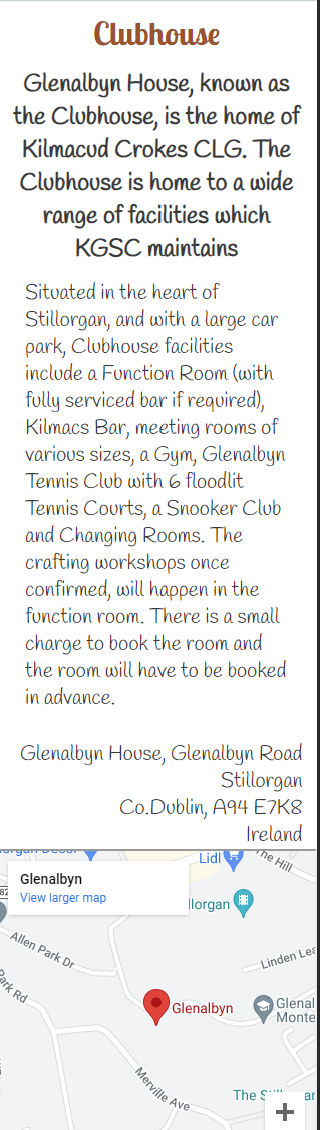 Clubhouse
Glenalbyn House, known as
the Clubhouse, is the home of
Kilmacud Crokes CLG. The
Clubhouse is home to a wide
range of facilities which
KGSC maintains
Situated in the heart of
Stillorgan, and with a large car
park, Clubhouse facilities
include a Function Room (with
fully serviced bar if required),
Kilmacs Bar, meeting rooms of
various sizes, a Gym, Glenalbyn
Tennis Club with 6 floodlit
Tennis Courts, a Snooker Club
and Changing Rooms. The
crafting workshops once
confirmed, will happen in the
function room. There is a small
charge to book the room and
the room will have to be booked
in advance.
Glenalbyn House, Glenalbyn Road
Stillorgan
Co.Dublin, A94 E7K8
Ireland
Lidl
The Hill
Glenalbyn
View larger map
llorgan
Allen Park Dr
Linden Lea
Park Rd
Glenalbyn
Glenal
Monte
Merville Ave
The Sti
+